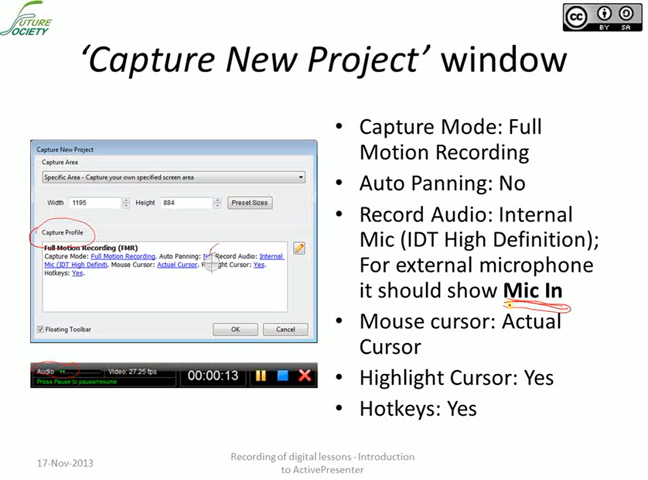 FUTURE
SOCIETY
cc
BY SA
‘Capture New Project’ window
Capture New Project
Capture Area
Specific Area - Capture your own specified screen area
Width 1195 Height 884 Preset Sizes
Capture Profile
Full Motion Recording (FMR)
Capture Mode: Full Motion Recording, Auto Panning: Record Audio: Internal
Mic (IDT High Definiti, Mouse Cursor: Actual Cursor, Cursor: Yes,
Hotkeys: Yes,
Floating Toolbar
OK Cancel
Audio Video: 27.25 fps
Press Pause to pause/resume
00:00:13
• Capture Mode: Full
Motion Recording
• Auto Panning: No
• Record Audio: Internal
Mic (IDT High Definition);
For external microphone
it should show Mic In
• Mouse cursor: Actual
Cursor
• Highlight Cursor: Yes
• Hotkeys: Yes
17-Nov-2013
Recording of digital lessons - Introduction
to ActivePresenter